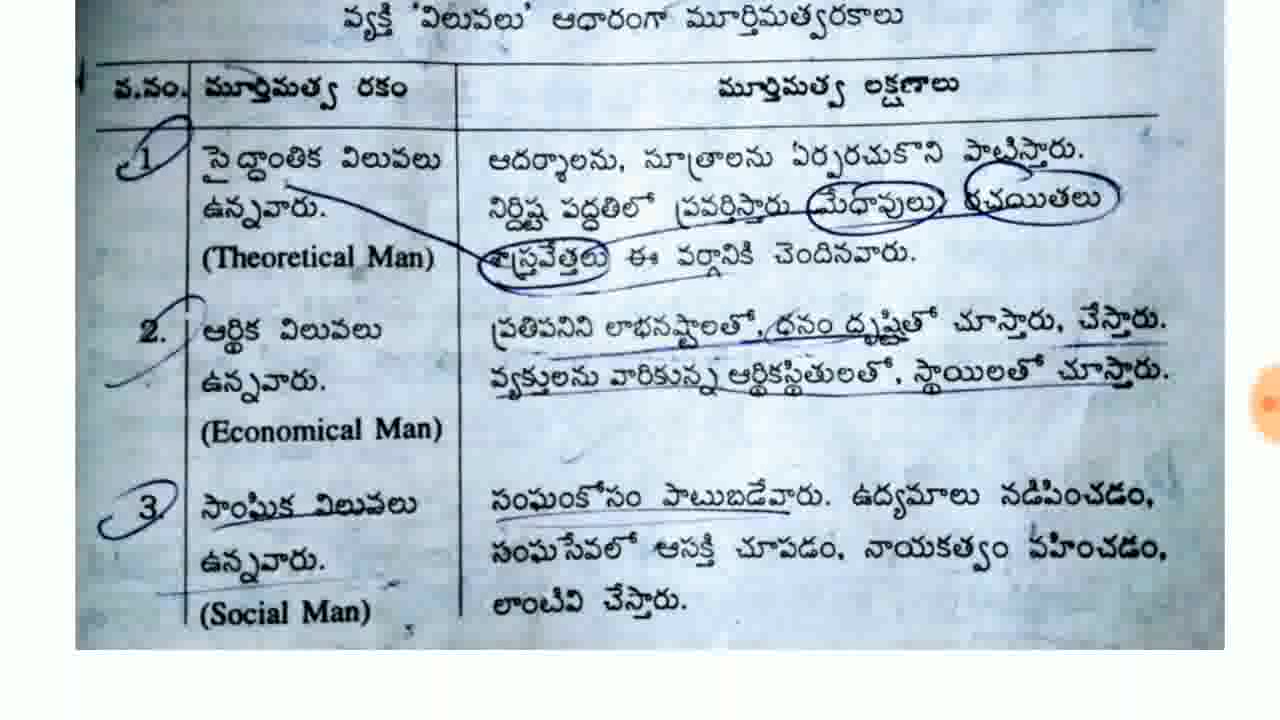 వ్యక్తి 'విలువలు' ఆధారంగా మూర్తిమత్వరకాలు
వ.నం. మూర్తిమత్వ రకం మూర్తిమత్వ లక్షణాలు
1 సైద్ధాంతిక విలువలు ఆదర్శాలను, సూత్రాలను ఏర్పరచుకొని పాటిస్తారు.
ఉన్నవారు. నిర్దిష్ట పద్ధతిలో ప్రవర్తిస్తారు మేధావులు, రచయితలు
(Theoretical Man) శాస్త్రవేత్తలు ఈ వర్గానికి చెందినవారు.
2. ఆర్థిక విలువలు ప్రతిపనిని లాభనష్టాలతో, ధనం దృష్టితో చూస్తారు, చేస్తారు.
ఉన్నవారు. వ్యక్తులను వారికున్న ఆర్థికస్థితులతో, స్థాయిలతో చూస్తారు.
(Economical Man)
3. సాంఘిక విలువలు సంఘంకోసం పాటుబడేవారు. ఉద్యమాలు నడిపించడం,
ఉన్నవారు. సంఘసేవలో ఆసక్తి చూపడం, నాయకత్వం వహించడం,
(Social Man) లాంటివి చేస్తారు.